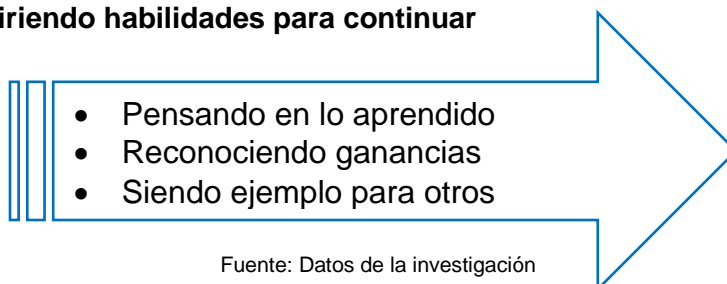 iriendo habilidades para continuar
• Pensando en lo aprendido
• Reconociendo ganancias
• Siendo ejemplo para otros
Fuente: Datos de la investigación